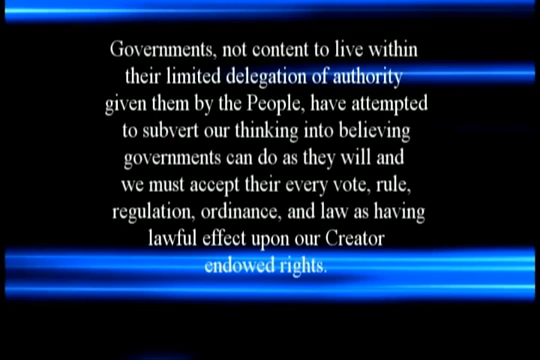 Governments, not content to live within
their limited delegation of authority
given them by the People, have attempted
to subvert our thinking into believing
governments can do as they will and
we must accept their every vote, rule,
regulation, ordinance, and law as having
lawful effect upon our Creator
endowed rights.